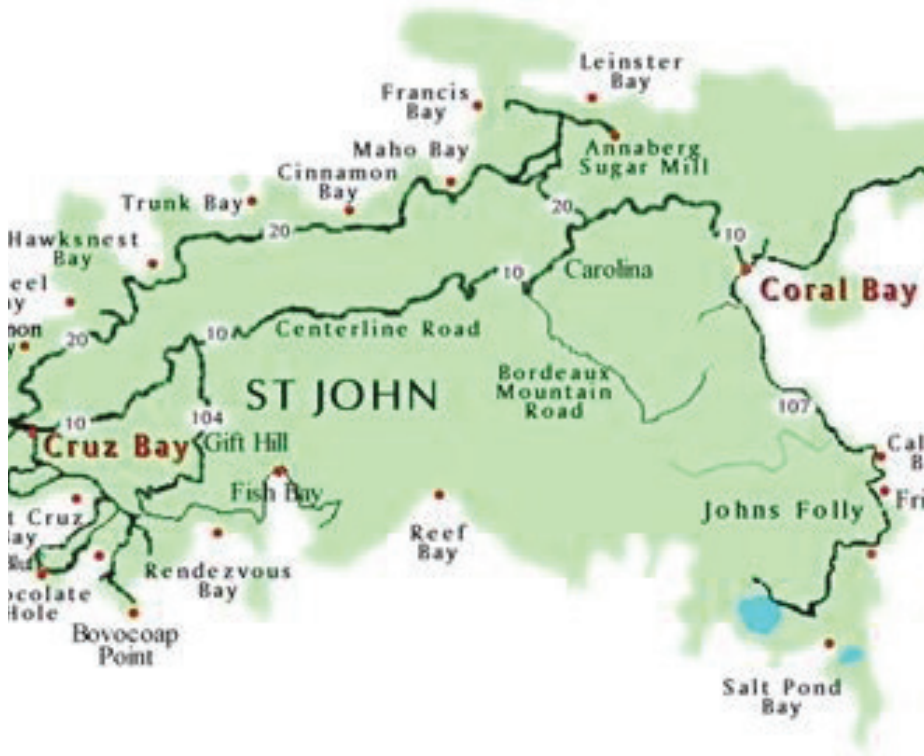 Leinster
Bay
Francis
Bay
Annaberg
Sugar Mill
Maho Bay
Cinnamon
Bay
Trunk Bay
20
20
Hawksnest
Bay
10
10
Carolina
Coral Bay
10
Centerline Road
20
Bordeaux
Mountain
Road
ST JOHN
107
104
10
Cruz Bay
Gift Hill
Fish Bay
Johns Folly
Reef
Bay
Cruz
Rendezvous
Bay
Hole
Bovocoap
Point
Salt Pond
Bay